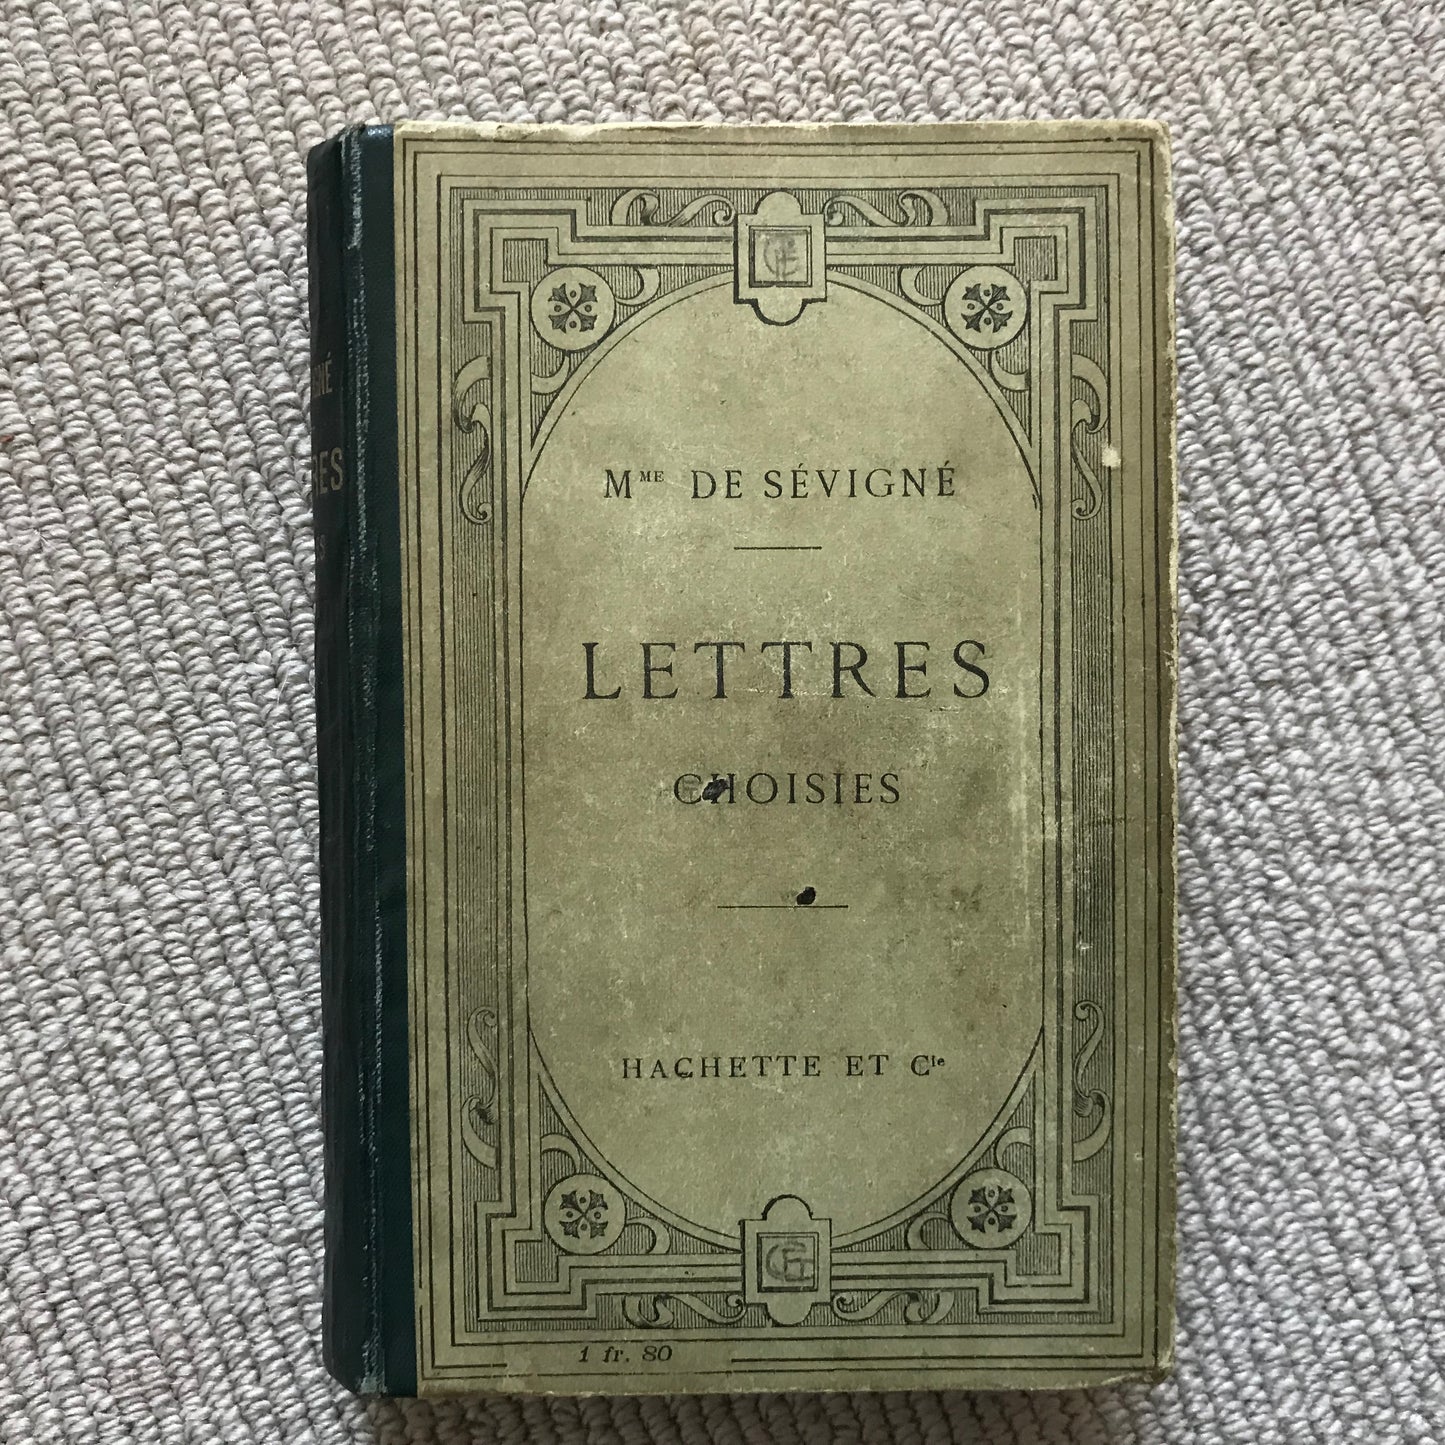 Mᵐᵉ DE SÉVIGNÉ
LETTRES
CHOISIES
HACHETTE ET Cⁱᵉ
1 fr. 80